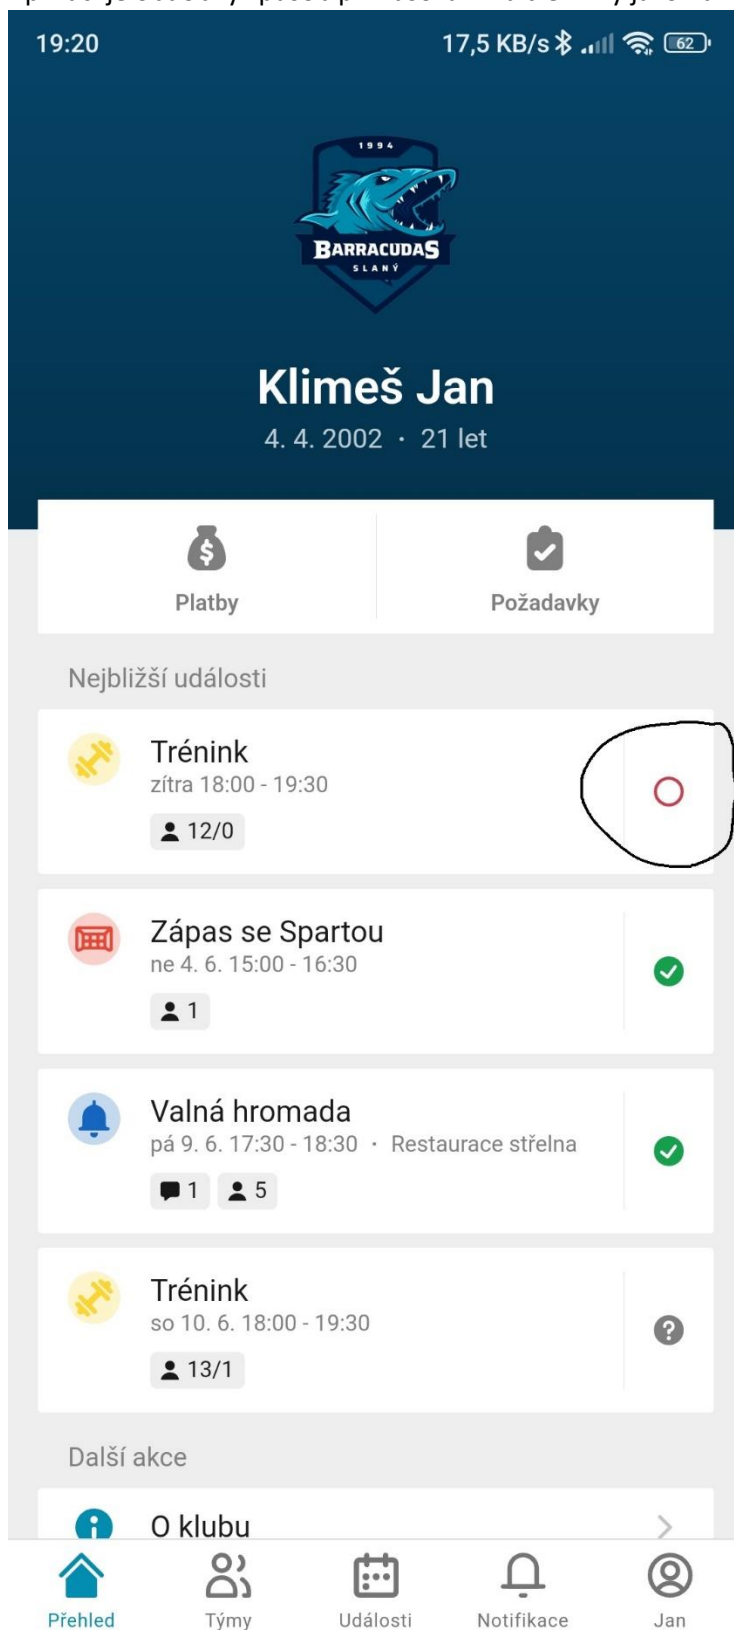 19:20 17,5 KB/s 62
1994
BARRACUDAS
SLANÝ
Klimeš Jan
4. 4. 2002 · 21 let
Platby Požadavky
Nejbližší události
Trénink
zítra 18:00 - 19:30
12/0
Zápas se Spartou
ne 4. 6. 15:00 - 16:30
1
Valná hromada
pá 9. 6. 17:30 - 18:30 · Restaurace střelna
1 5
Trénink
so 10. 6. 18:00 - 19:30
13/1
Další akce
O klubu
Přehled Týmy Události Notifikace Jan